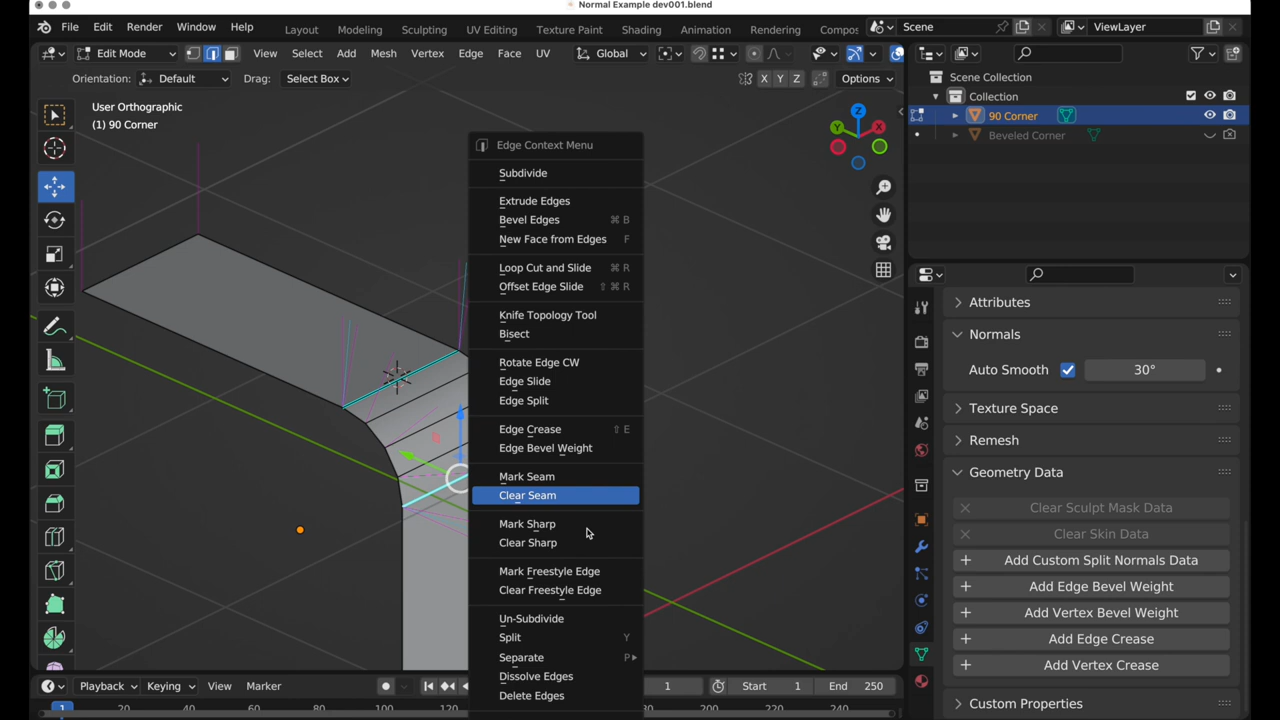 Normal Example dev001.blend
File Edit Render Window Help Layout Modeling Sculpting UV Editing Texture Paint Shading Animation Rendering Compos Scene ViewLayer
Edit Mode View Select Add Mesh Vertex Edge Face UV Global
Orientation: Default Drag: Select Box X Y Z Options
User Orthographic
(1) 90 Corner
Z
Y
X
Edge Context Menu
Subdivide
Extrude Edges
Bevel Edges ⌘ B
New Face from Edges F
Loop Cut and Slide ⌘ R
Offset Edge Slide ⇧ ⌘ R
Knife Topology Tool
Bisect
Rotate Edge CW
Edge Slide
Edge Split
Edge Crease ⇧ E
Edge Bevel Weight
Mark Seam
Clear Seam
Mark Sharp
Clear Sharp
Mark Freestyle Edge
Clear Freestyle Edge
Un-Subdivide
Split Y
Separate P
Dissolve Edges
Delete Edges
Scene Collection
Collection
90 Corner
Beveled Corner
Attributes
Normals
Auto Smooth 30°
Texture Space
Remesh
Geometry Data
Clear Sculpt Mask Data
Clear Skin Data
Add Custom Split Normals Data
Add Edge Bevel Weight
Add Vertex Bevel Weight
Add Edge Crease
Add Vertex Crease
Custom Properties
Playback Keying View Marker 1 Start 1 End 250
1 20 40 60 80 100 120 200 220 240